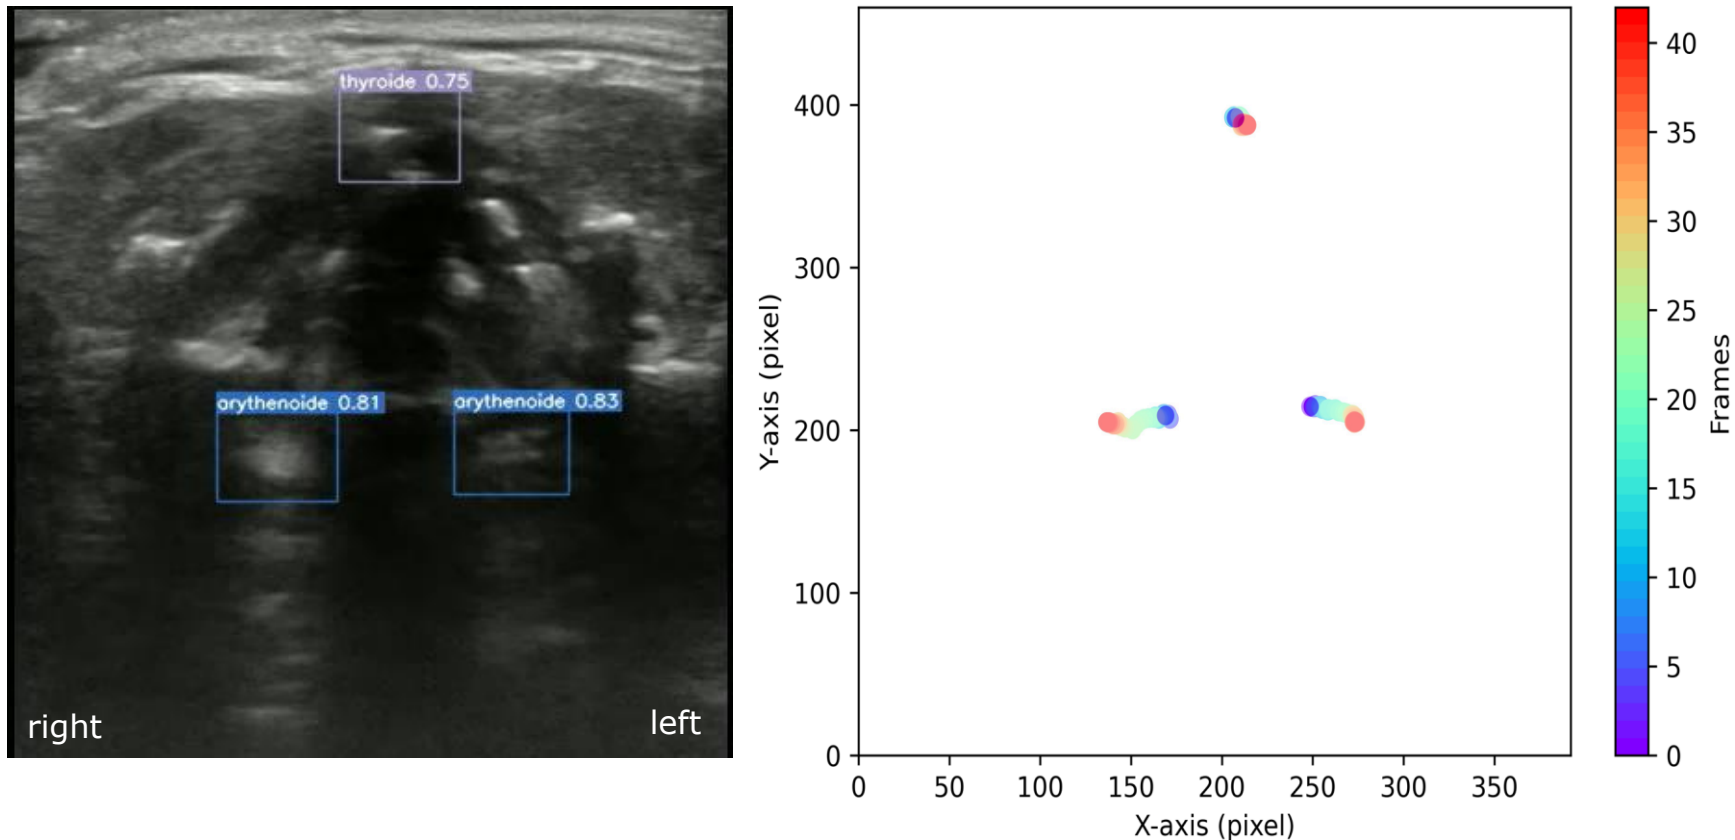 thyroide 0.75
arythenoide 0.81
arythenoide 0.83
right
left
400
300
200
100
0
Y-axis (pixel)
0 50 100 150 200 250 300 350
X-axis (pixel)
40
35
30
25
20
15
10
5
0
Frames